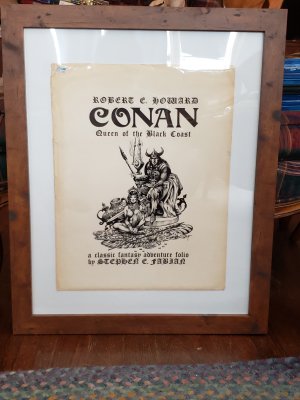 ROBERT E. HOWARD
CONAN
Queen of the Black Coast
a classic fantasy adventure folio
by STEPHEN E. FABIAN